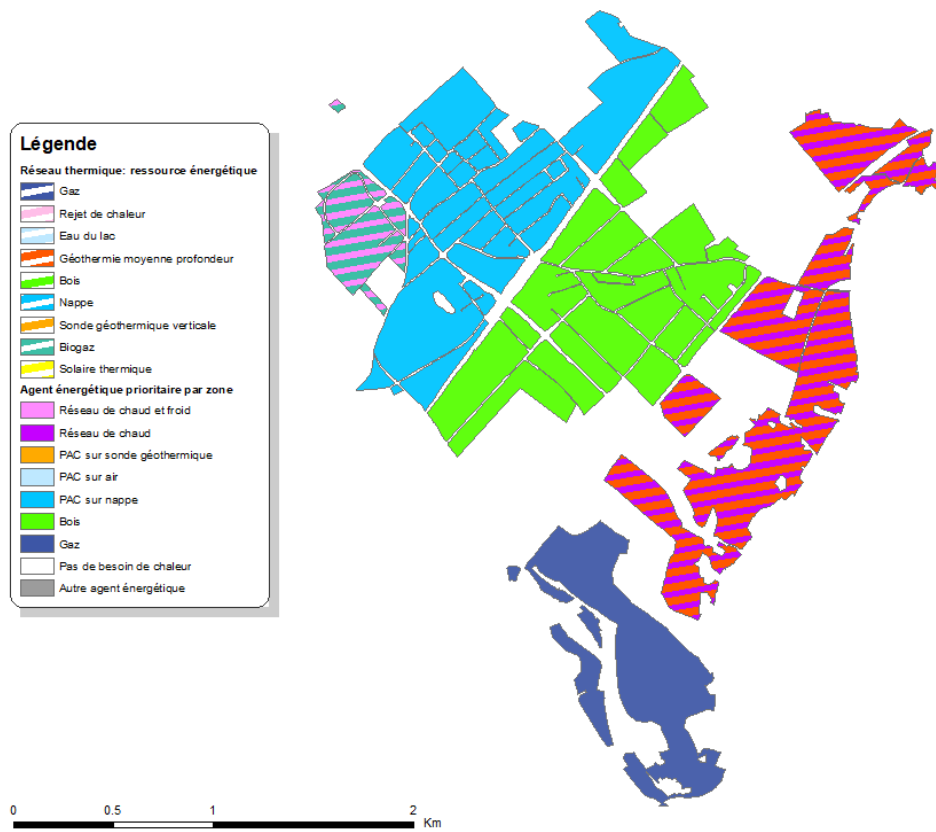 Légende
Réseau thermique: ressource énergétique
Gaz
Rejet de chaleur
Eau du lac
Géothermie moyenne profondeur
Bois
Nappe
Sonde géothermique verticale
Biogaz
Solaire thermique
Agent énergétique prioritaire par zone
Réseau de chaud et froid
Réseau de chaud
PAC sur sonde géothermique
PAC sur air
PAC sur nappe
Bois
Gaz
Pas de besoin de chaleur
Autre agent énergétique
0 0.5 1 2
Km